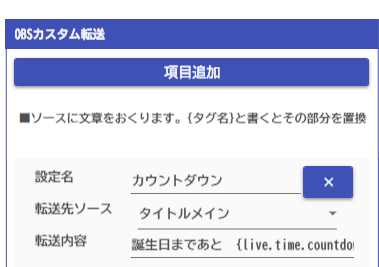 OBSカスタム転送
項目追加
■ソースに文章をおくります。{タグ名}と書くとその部分を置換
設定名 カウントダウン ×
転送先ソース タイトルメイン
転送内容 誕生日まであと {live.time.countdo